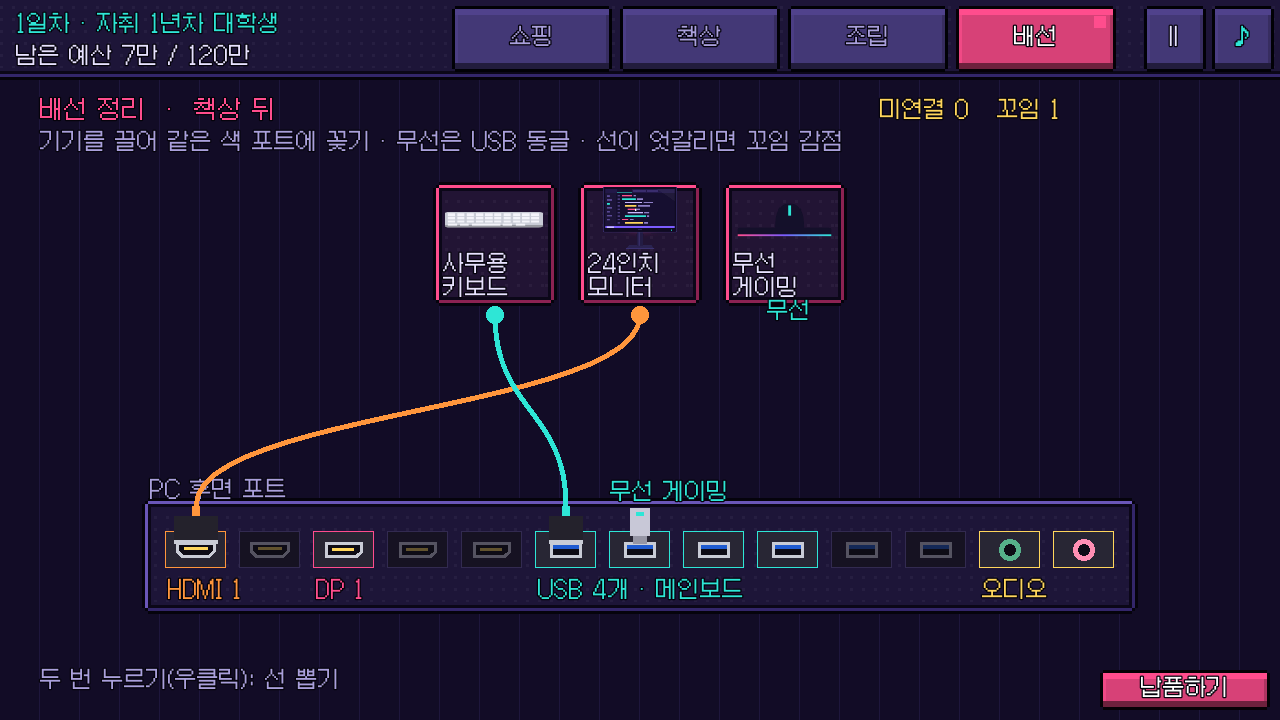 1일차 · 자취 1년차 대학생
남은 예산 7만 / 120만
쇼핑
책상
조립
배선
배선 정리 · 책상 뒤
미연결 0 꼬임 1
기기를 끌어 같은 색 포트에 꽂기 · 무선은 USB 동글 · 선이 엇갈리면 꼬임 감점
사무용
키보드
24인치
모니터
무선
게이밍
무선
PC 후면 포트
무선 게이밍
HDMI 1
DP 1
USB 4개 · 메인보드
오디오
두 번 누르기(우클릭): 선 뽑기
납품하기